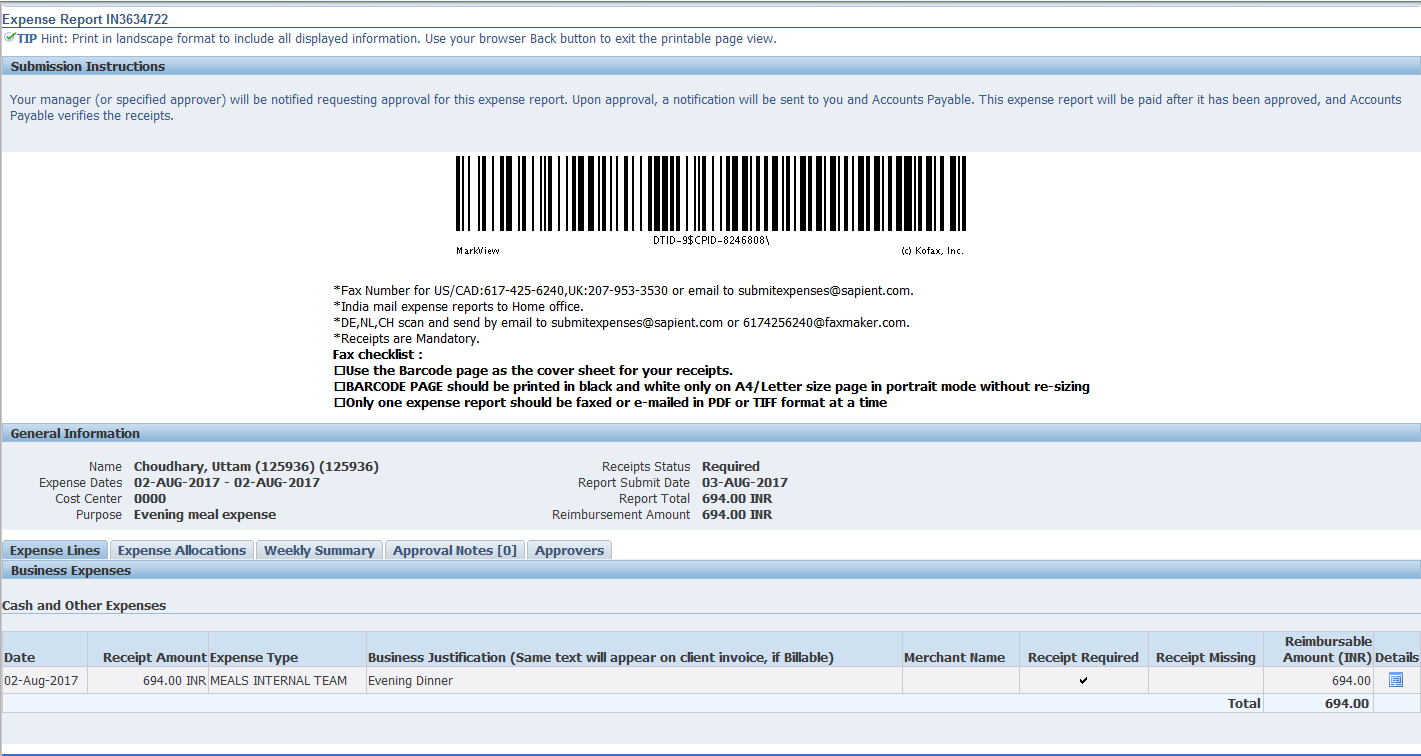 Expense Report IN3634722
TIP Hint: Print in landscape format to include all displayed information. Use your browser Back button to exit the printable page view.
Submission Instructions
Your manager (or specified approver) will be notified requesting approval for this expense report. Upon approval, a notification will be sent to you and Accounts Payable. This expense report will be paid after it has been approved, and Accounts
Payable verifies the receipts.
DTID-9$CPID-8246808\
MarkView (c) Kofax, Inc.
*Fax Number for US/CAD:617-425-6240,UK:207-953-3530 or email to submitexpenses@sapient.com.
*India mail expense reports to Home office.
*DE,NL,CH scan and send by email to submitexpenses@sapient.com or 6174256240@faxmaker.com.
*Receipts are Mandatory.
Fax checklist :
☐Use the Barcode page as the cover sheet for your receipts.
☐BARCODE PAGE should be printed in black and white only on A4/Letter size page in portrait mode without re-sizing
☐Only one expense report should be faxed or e-mailed in PDF or TIFF format at a time
General Information
Name Choudhary, Uttam (125936) (125936) Receipts Status Required
Expense Dates 02-AUG-2017 - 02-AUG-2017 Report Submit Date 03-AUG-2017
Cost Center 0000 Report Total 694.00 INR
Purpose Evening meal expense Reimbursement Amount 694.00 INR
Expense Lines Expense Allocations Weekly Summary Approval Notes [0] Approvers
Business Expenses
Cash and Other Expenses
Date Receipt Amount Expense Type Business Justification (Same text will appear on client invoice, if Billable) Merchant Name Receipt Required Receipt Missing Reimbursable Amount (INR) Details
02-Aug-2017 694.00 INR MEALS INTERNAL TEAM Evening Dinner ✓ 694.00
Total 694.00